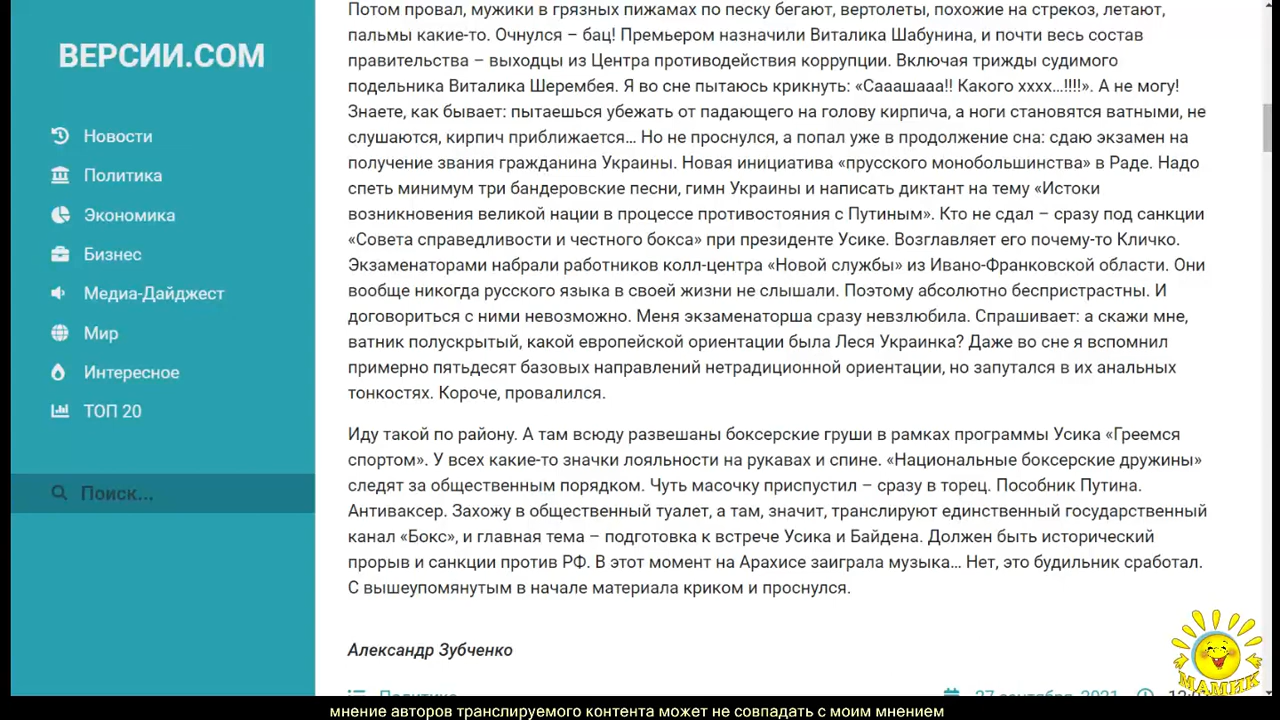 Потом провал, мужики в грязных пижамах по песку бегают, вертолеты, похожие на стрекоз, летают,
пальмы какие-то. Очнулся – бац! Премьером назначили Виталика Шабунина, и почти весь состав
правительства – выходцы из Центра противодействия коррупции. Включая трижды судимого
подельника Виталика Шерембея. Я во сне пытаюсь крикнуть: «Сааашааа!! Какого хххх…!!!!». А не могу!
Знаете, как бывает: пытаешься убежать от падающего на голову кирпича, а ноги становятся ватными, не
слушаются, кирпич приближается… Но не проснулся, а попал уже в продолжение сна: сдаю экзамен на
получение звания гражданина Украины. Новая инициатива «прусского монобольшинства» в Раде. Надо
спеть минимум три бандеровские песни, гимн Украины и написать диктант на тему «Истоки
возникновения великой нации в процессе противостояния с Путиным». Кто не сдал – сразу под санкции
«Совета справедливости и честного бокса» при президенте Усике. Возглавляет его почему-то Кличко.
Экзаменаторами набрали работников колл-центра «Новой службы» из Ивано-Франковской области. Они
вообще никогда русского языка в своей жизни не слышали. Поэтому абсолютно беспристрастны. И
договориться с ними невозможно. Меня экзаменаторша сразу невзлюбила. Спрашивает: а скажи мне,
ватник полускрытый, какой европейской ориентации была Леся Украинка? Даже во сне я вспомнил
примерно пятьдесят базовых направлений нетрадиционной ориентации, но запутался в их анальных
тонкостях. Короче, провалился.
Иду такой по району. А там всюду развешаны боксерские груши в рамках программы Усика «Греемся
спортом». У всех какие-то значки лояльности на рукавах и спине. «Национальные боксерские дружины»
следят за общественным порядком. Чуть масочку приспустил – сразу в торец. Пособник Путина.
Антиваксер. Захожу в общественный туалет, а там, значит, транслируют единственный государственный
канал «Бокс», и главная тема – подготовка к встрече Усика и Байдена. Должен быть исторический
прорыв и санкции против РФ. В этот момент на Арахисе заиграла музыка… Нет, это будильник сработал.
С вышеупомянутым в начале материала криком и проснулся.
Александр Зубченко
Политика
27 сентября, 2021
ВЕРСИИ.COM
Новости
Политика
Экономика
Бизнес
Медиа-Дайджест
Мир
Интересное
ТОП 20
Поиск...
МАМИК
мнение авторов транслируемого контента может не совпадать с моим мнением